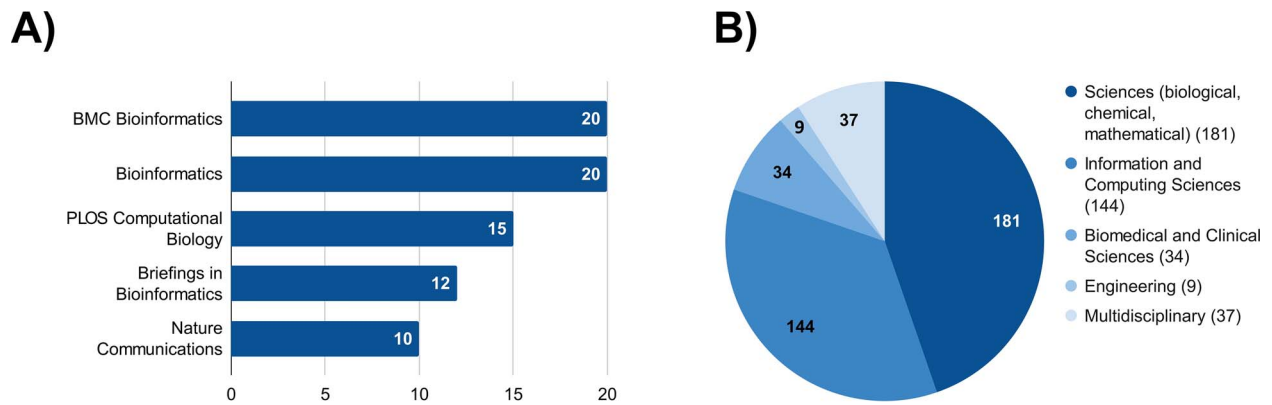 A)
BMC Bioinformatics
20
Bioinformatics
20
PLOS Computational
Biology
15
Briefings in
Bioinformatics
12
Nature
Communications
10
0
5
10
15
20
B)
181
144
34
9
37
Sciences (biological,
chemical,
mathematical) (181)
Information and
Computing Sciences
(144)
Biomedical and Clinical
Sciences (34)
Engineering (9)
Multidisciplinary (37)